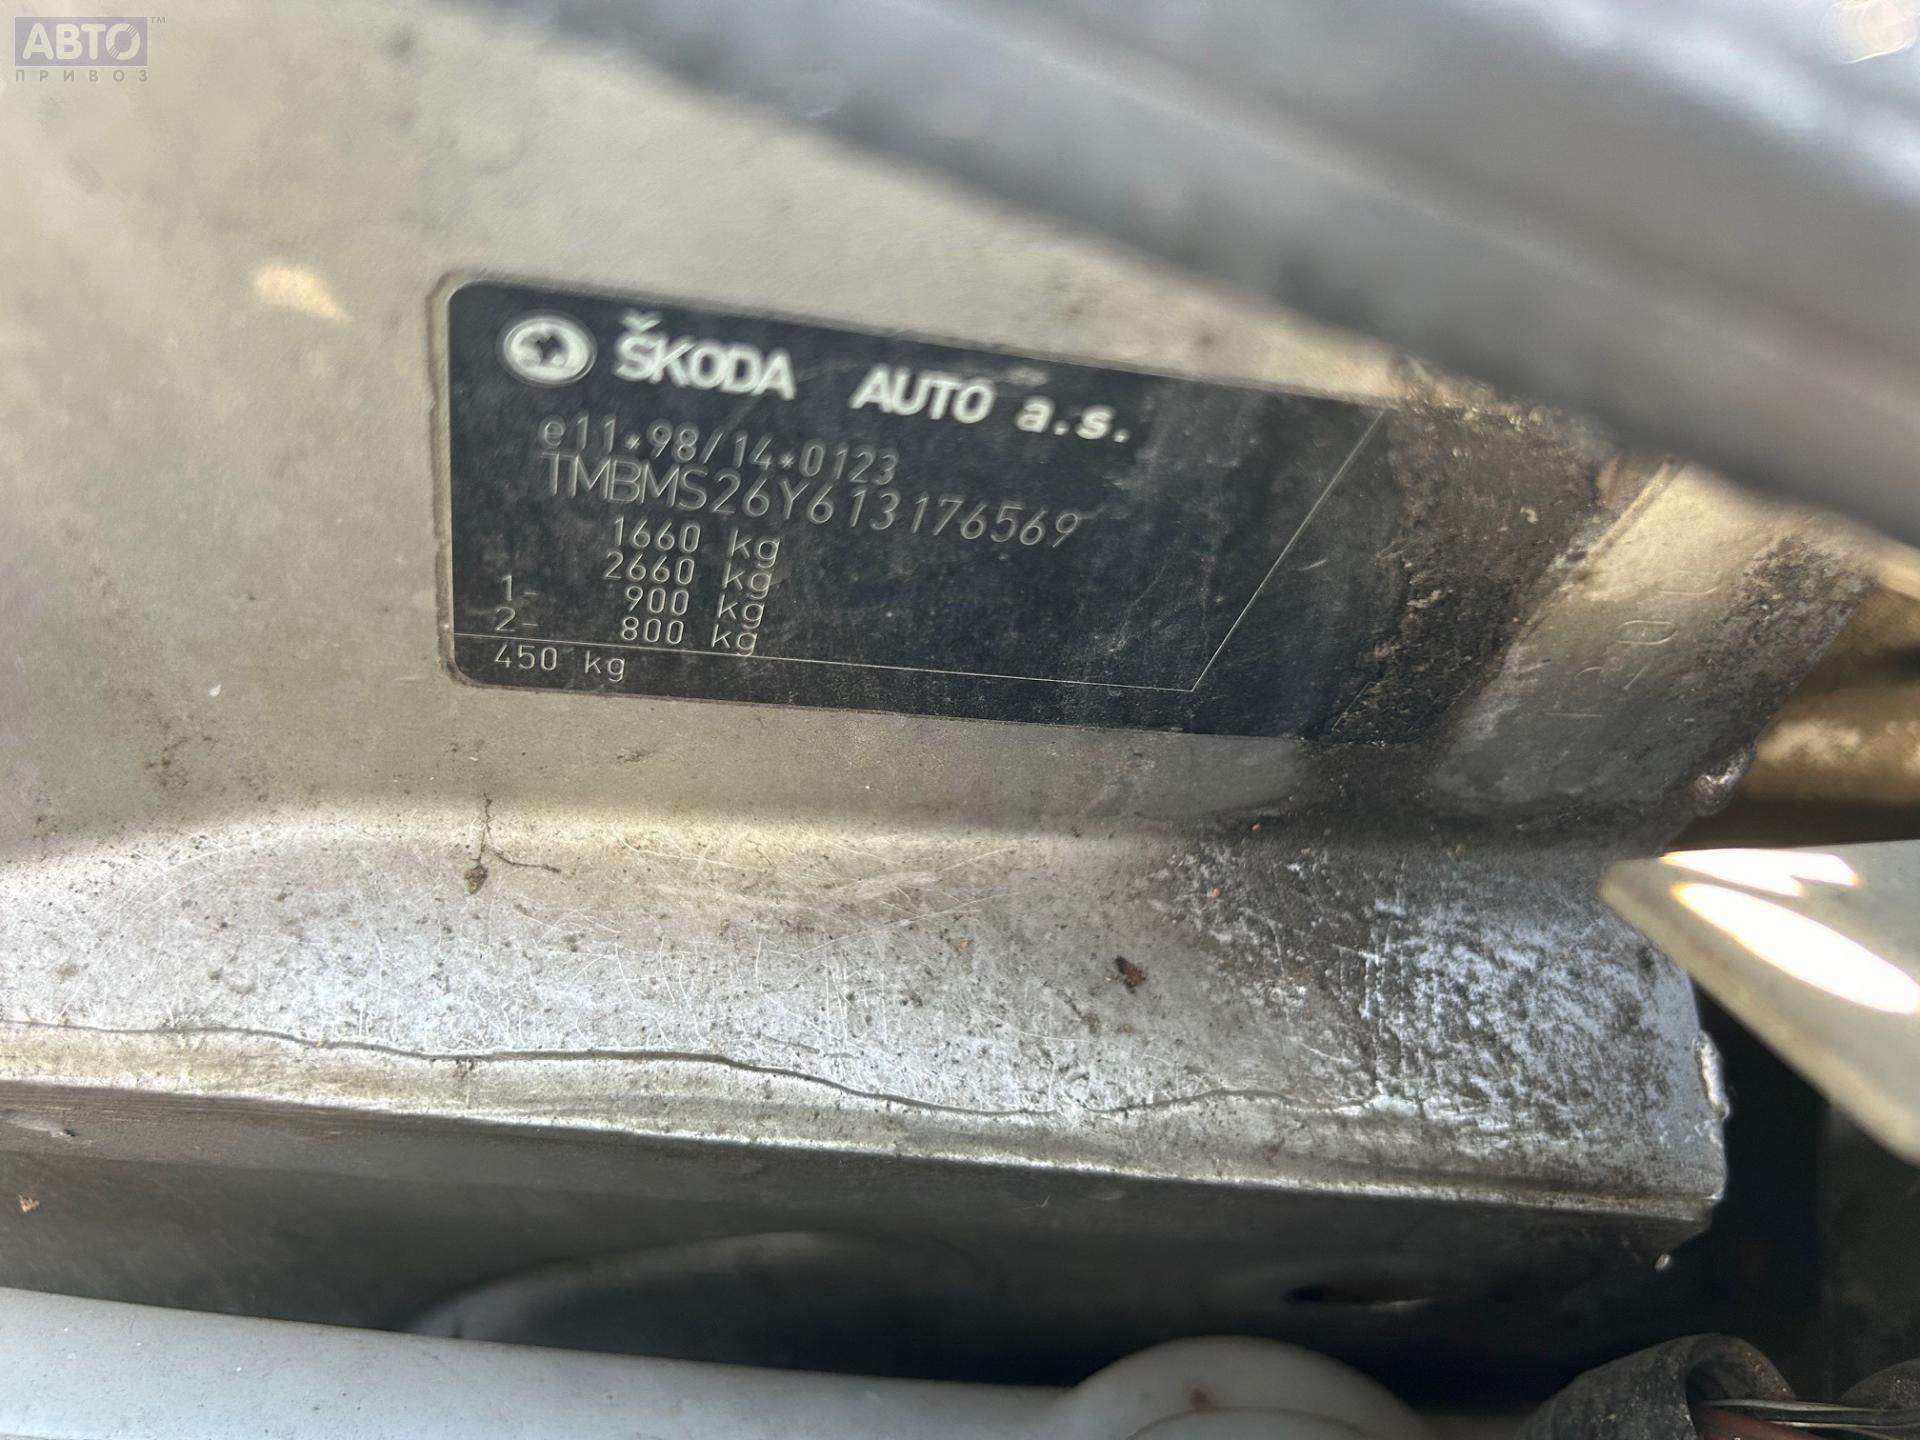 АВТО™
ПРИВОЗ
ŠKODA AUTO a.s.
e11*98/14*0123
TMBMS26Y613176569
1660 kg
2660 kg
1- 900 kg
2- 800 kg
450 kg